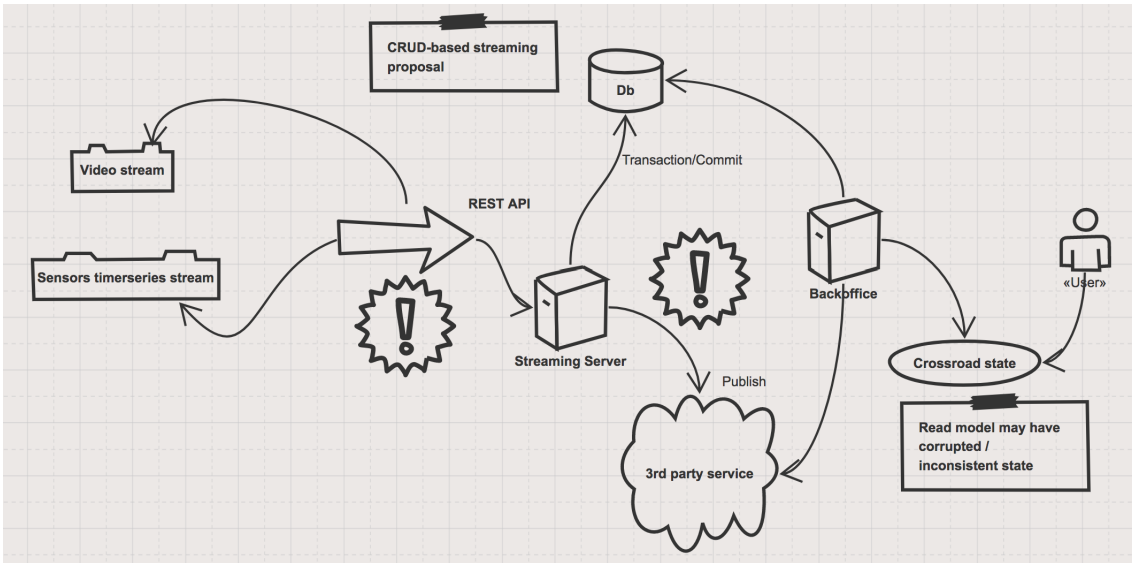 CRUD-based streaming
proposal
Db
Video stream
Transaction/Commit
REST API
Sensors timerseries stream
«User»
Backoffice
Streaming Server
Crossroad state
Publish
Read model may have
corrupted /
inconsistent state
3rd party service